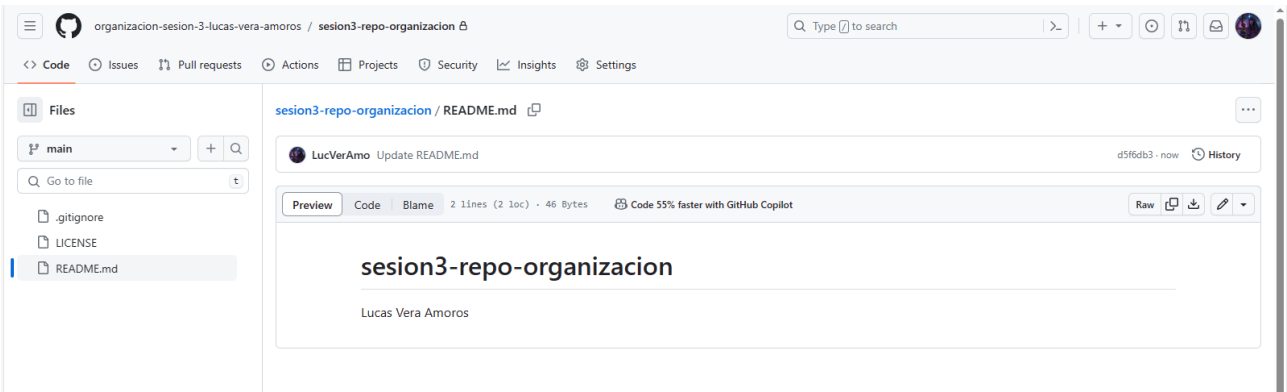 organizacion-sesion-3-lucas-vera-amoros / sesion3-repo-organizacion
Type / to search
Code Issues Pull requests Actions Projects Security Insights Settings
Files
sesion3-repo-organizacion / README.md
main
LucVerAmo Update README.md d5f6db3 · now History
Go to file t
Preview Code Blame 2 lines (2 loc) · 46 Bytes Code 55% faster with GitHub Copilot Raw
.gitignore
LICENSE
README.md
sesion3-repo-organizacion
Lucas Vera Amoros